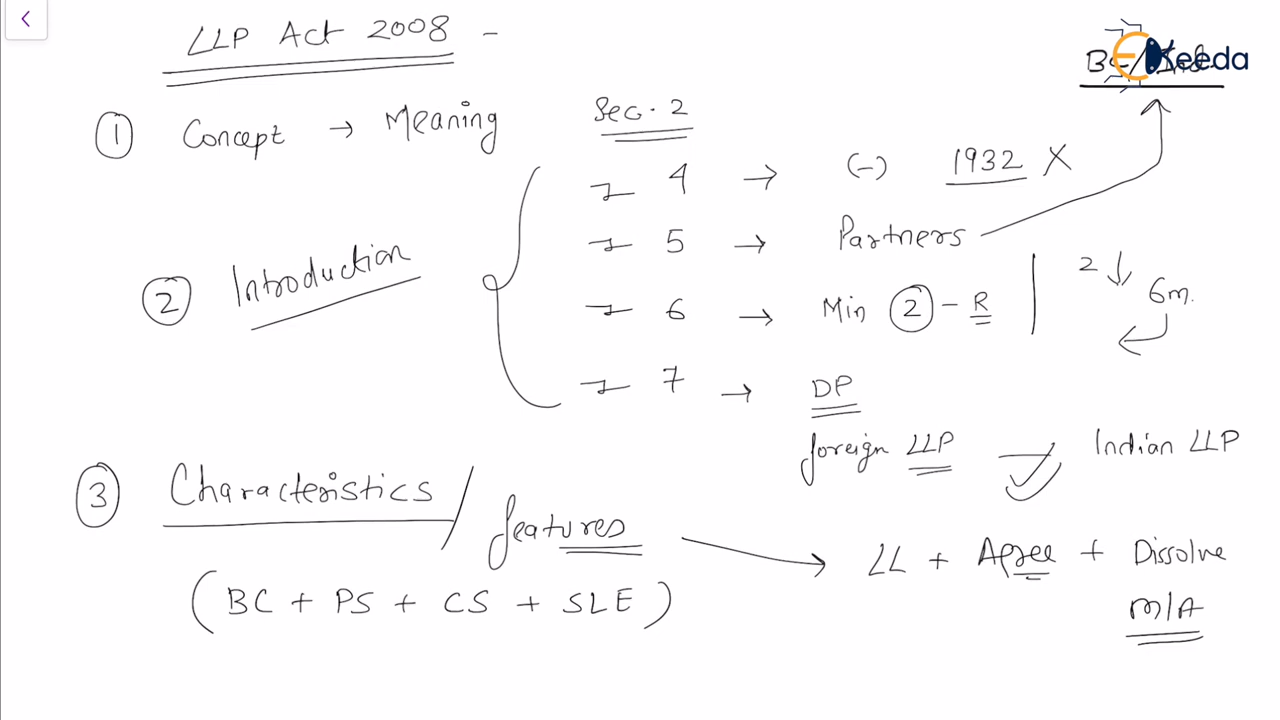 LLP Act 2008 -
EKeeda
① Concept → Meaning Sec. 2
4 → (-) 1932 X
5 → Partners
② Introduction
6 → Min ② - R 2 ↓ 6m.
7 → DP
foreign LLP Indian LLP
③ Characteristics / features
→ LL + Agree + Dissolve
(BC + PS + CS + SLE) M/A